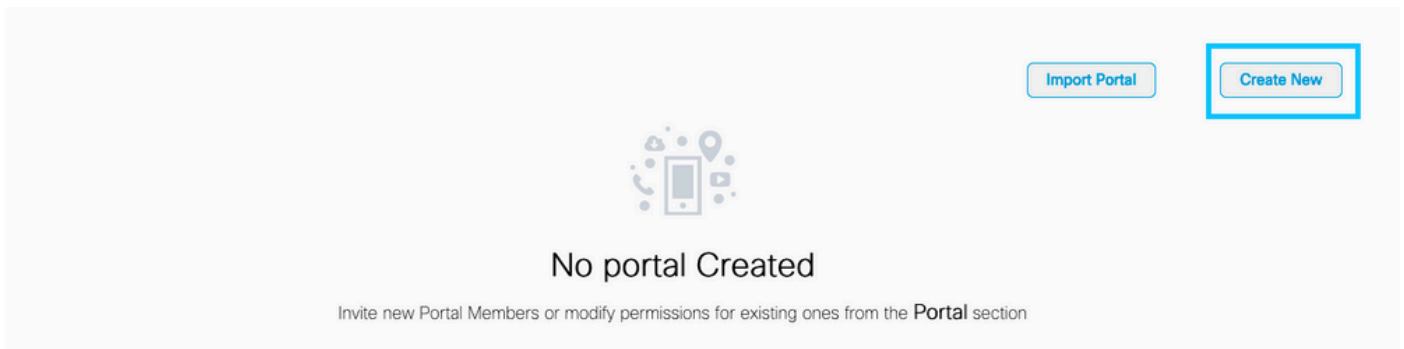 Import Portal
Create New
No portal Created
Invite new Portal Members or modify permissions for existing ones from the Portal section